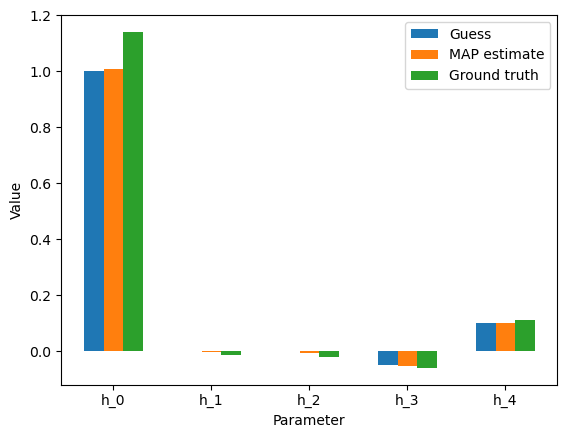 1.2
1.0
0.8
0.6
0.4
0.2
0.0
Value
Guess
MAP estimate
Ground truth
h_0 h_1 h_2 h_3 h_4
Parameter